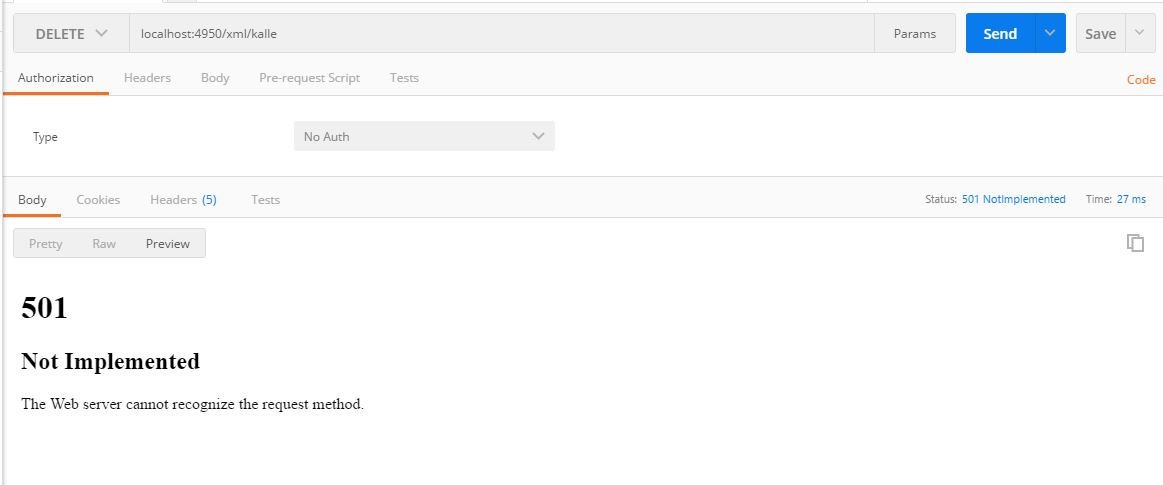 DELETE localhost:4950/xml/kalle Params Send Save
Authorization Headers Body Pre-request Script Tests Code
Type No Auth
Body Cookies Headers (5) Tests Status: 501 NotImplemented Time: 27 ms
Pretty Raw Preview
501
Not Implemented
The Web server cannot recognize the request method.